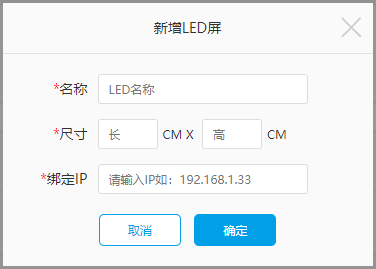 新增LED屏
*名称 LED名称
*尺寸 长 CM X 高 CM
*绑定IP 请输入IP如：192.168.1.33
取消 确定